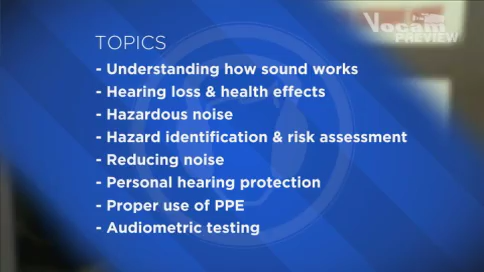 Vocam
PREVIEW
TOPICS
- Understanding how sound works
- Hearing loss & health effects
- Hazardous noise
- Hazard identification & risk assessment
- Reducing noise
- Personal hearing protection
- Proper use of PPE
- Audiometric testing